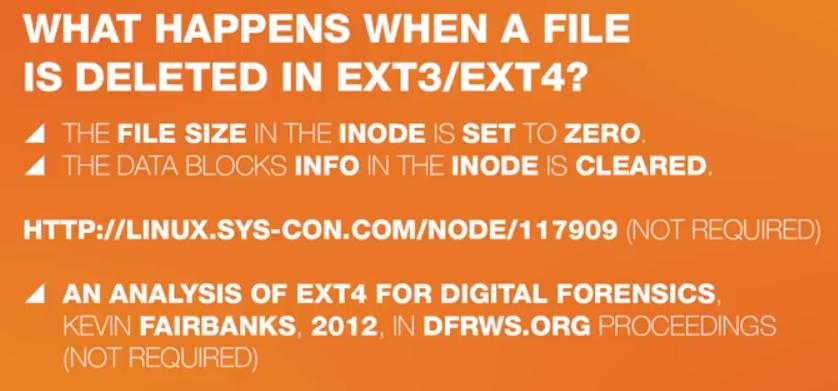 WHAT HAPPENS WHEN A FILE
IS DELETED IN EXT3/EXT4?
THE FILE SIZE IN THE INODE IS SET TO ZERO.
THE DATA BLOCKS INFO IN THE INODE IS CLEARED.
HTTP://LINUX.SYS-CON.COM/NODE/117909 (NOT REQUIRED)
AN ANALYSIS OF EXT4 FOR DIGITAL FORENSICS,
KEVIN FAIRBANKS, 2012, IN DFRWS.ORG PROCEEDINGS
(NOT REQUIRED)